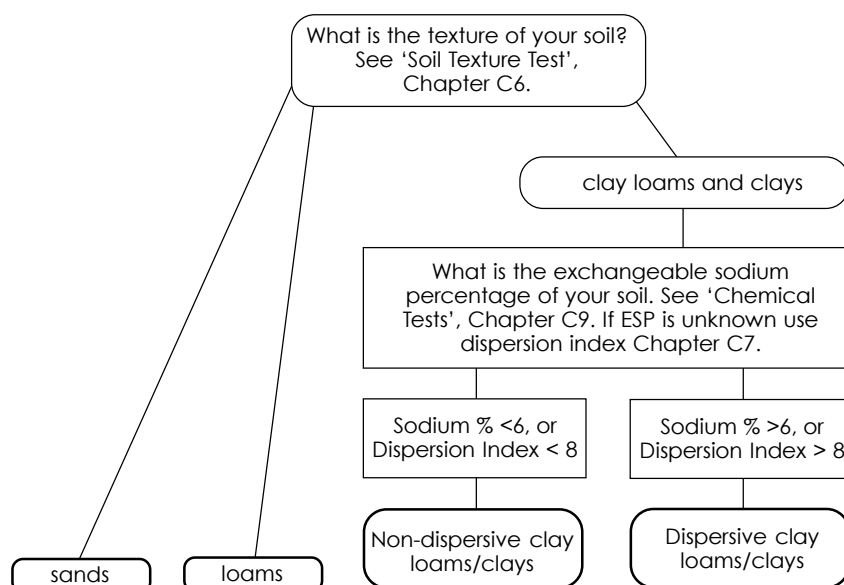 What is the texture of your soil?
See ‘Soil Texture Test’,
Chapter C6.
clay loams and clays
What is the exchangeable sodium
percentage of your soil. See ‘Chemical
Tests’, Chapter C9. If ESP is unknown use
dispersion index Chapter C7.
Sodium % <6, or
Dispersion Index < 8
Sodium % >6, or
Dispersion Index > 8
Non-dispersive clay
loams/clays
Dispersive clay
loams/clays
sands
loams